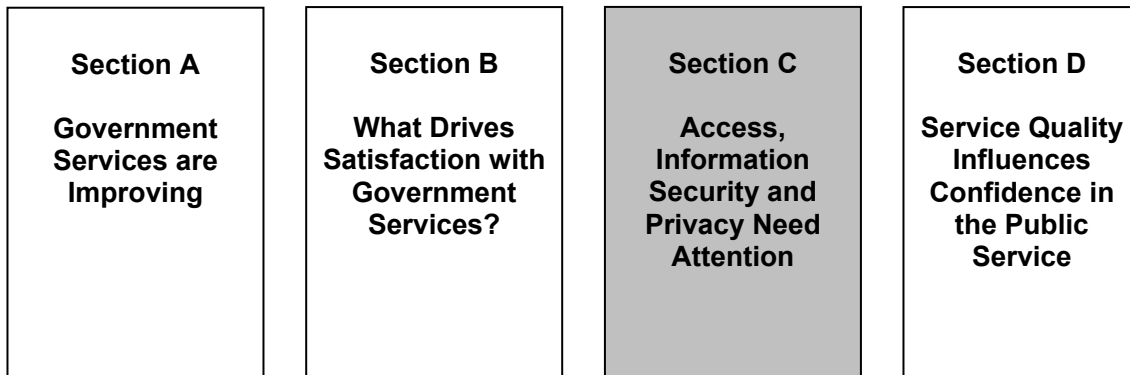 Section A
Government
Services are
Improving
Section B
What Drives
Satisfaction with
Government
Services?
Section C
Access,
Information
Security and
Privacy Need
Attention
Section D
Service Quality
Influences
Confidence in
the Public
Service